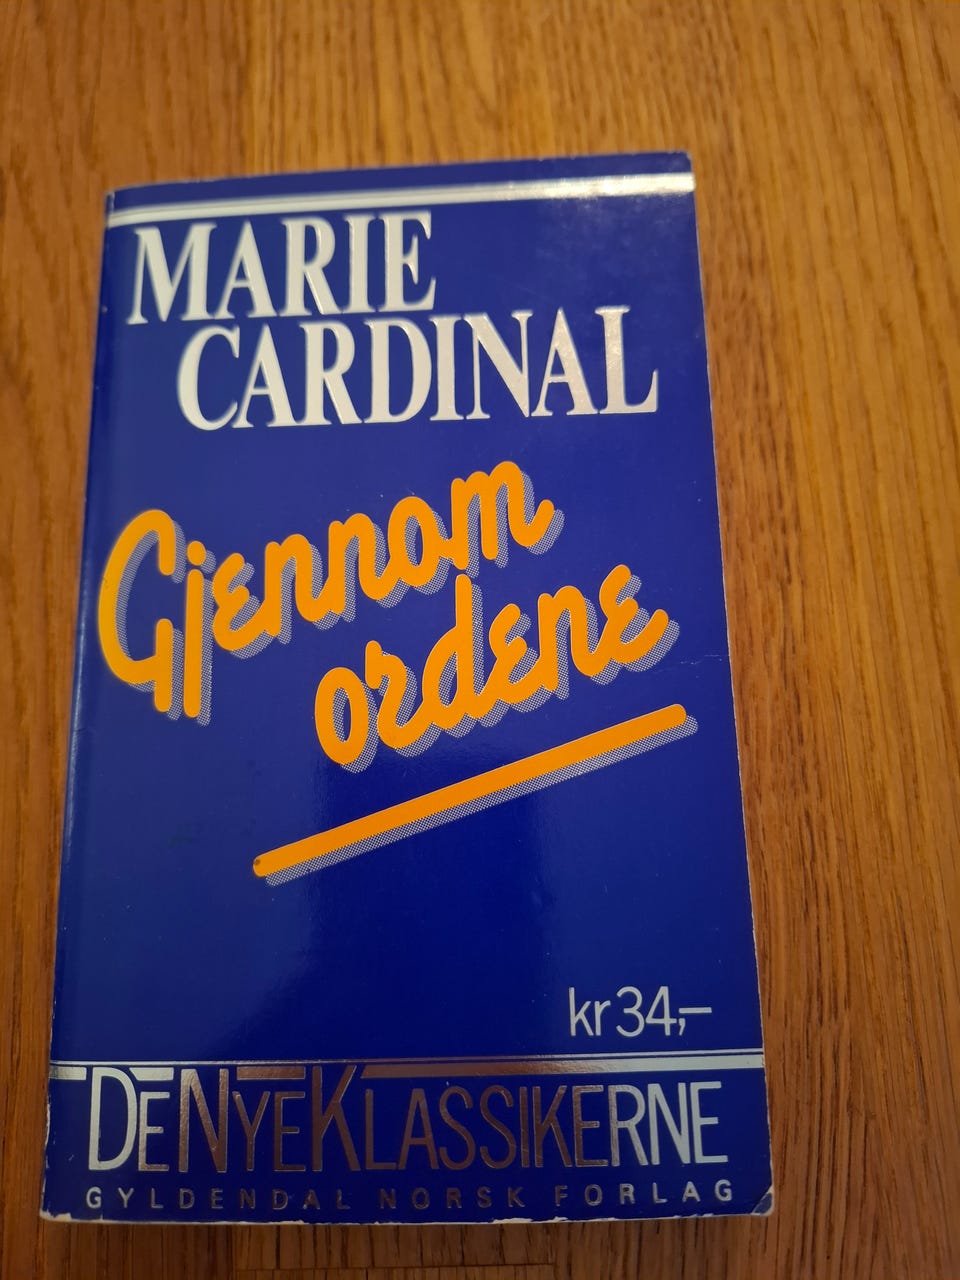 MARIE
CARDINAL
Gjennom
ordene
kr 34,–
DE NYE KLASSIKERNE
GYLDENDAL NORSK FORLAG